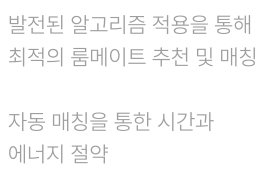 발전된 알고리즘 적용을 통해
최적의 룸메이트 추천 및 매칭
자동 매칭을 통한 시간과
에너지 절약